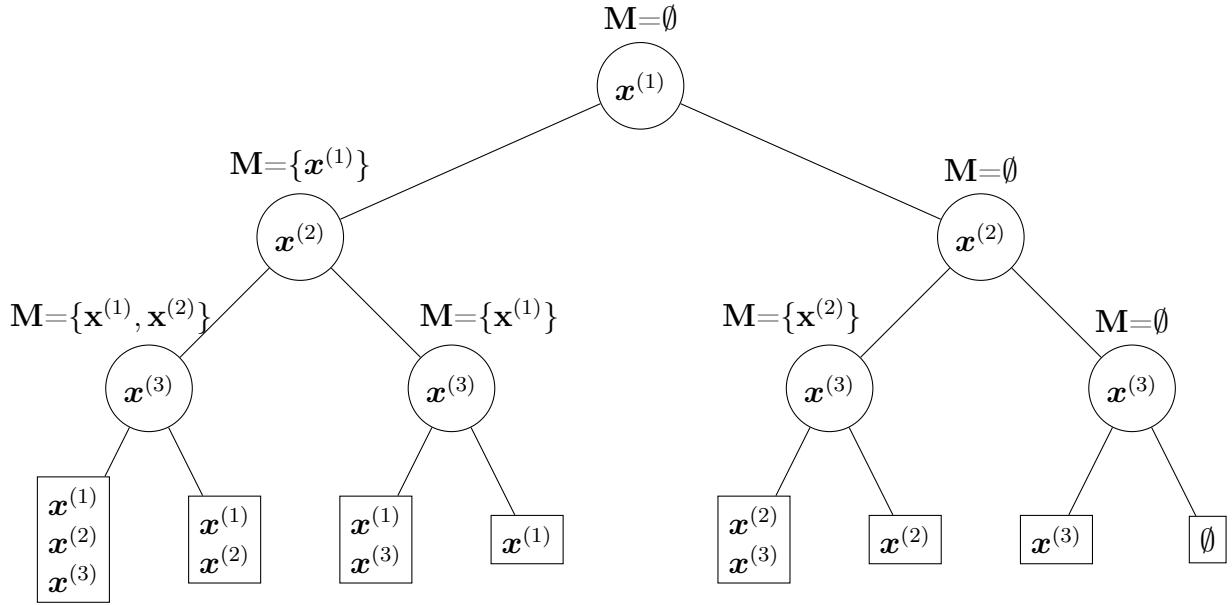 M=∅
x^(1)
M={x^(1)}
M=∅
x^(2)
x^(2)
M={x^(1), x^(2)}
M={x^(1)}
M={x^(2)}
M=∅
x^(3)
x^(3)
x^(3)
x^(3)
x^(1)
x^(2)
x^(3)
x^(1)
x^(2)
x^(1)
x^(3)
x^(1)
x^(2)
x^(3)
x^(2)
x^(3)
∅